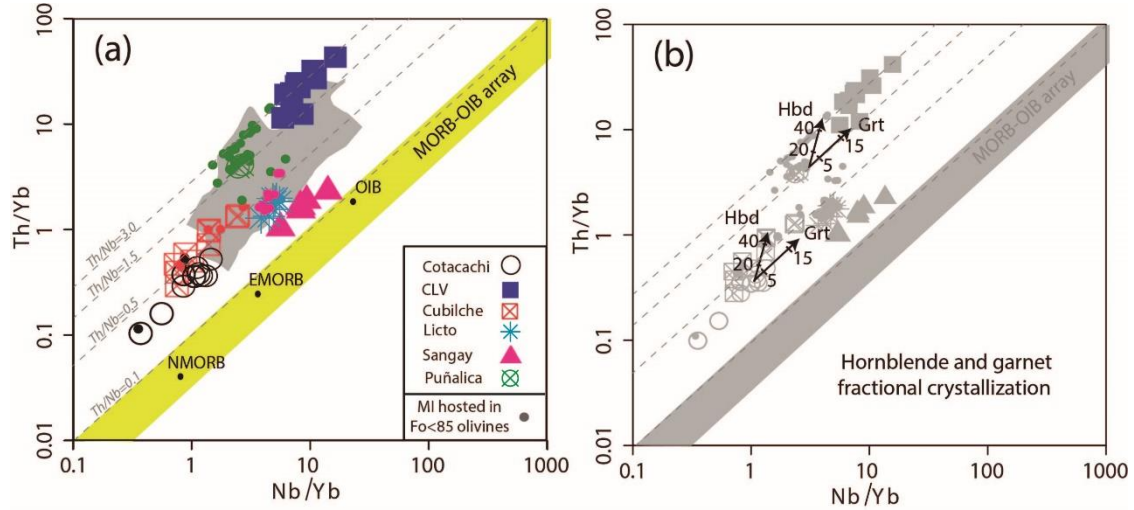 (a)
100
10
1
0.1
0.01
Th/Yb
0.1
1
10
100
1000
Nb/Yb
Th/Nb=3.0
Th/Nb=1.5
Th/Nb=0.5
Th/Nb=0.1
MORB-OIB array
OIB
EMORB
NMORB
Cotacachi
CLV
Cubilche
Licto
Sangay
Puñalica
MI hosted in
Fo<85 olivines
(b)
100
10
1
0.1
0.01
Th/Yb
0.1
1
10
100
1000
Nb/Yb
MORB-OIB array
Hbd
40
20
5
15
Grt
Hbd
40
20
5
15
Grt
Hornblende and garnet
fractional crystallization